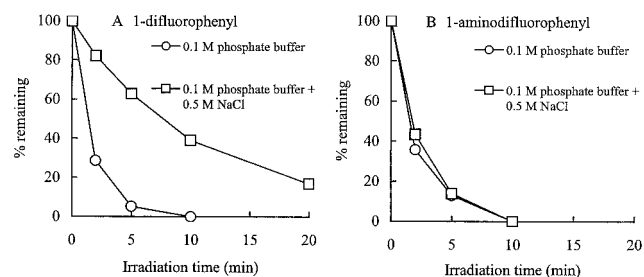 A 1-difluorophenyl
0.1 M phosphate buffer
0.1 M phosphate buffer +
0.5 M NaCl
% remaining
100
80
60
40
20
0
0 5 10 15 20
Irradiation time (min)
B 1-aminodifluorophenyl
0.1 M phosphate buffer
0.1 M phosphate buffer +
0.5 M NaCl
% remaining
100
80
60
40
20
0
0 5 10 15 20
Irradiation time (min)